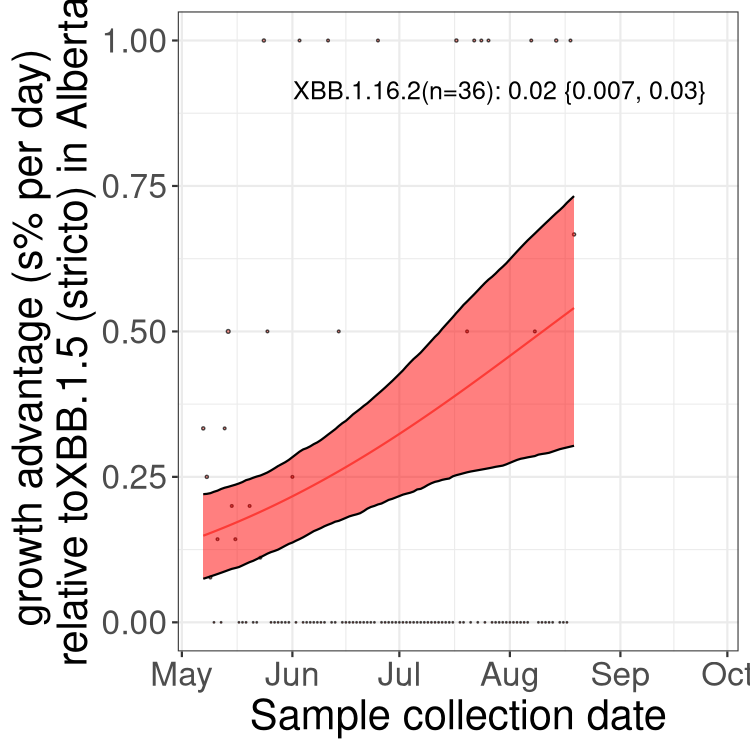 growth advantage (s% per day)
relative toXBB.1.5 (stricto) in Alberta
1.00
0.75
0.50
0.25
0.00
XBB.1.16.2(n=36): 0.02 {0.007, 0.03}
May Jun Jul Aug Sep Oct
Sample collection date